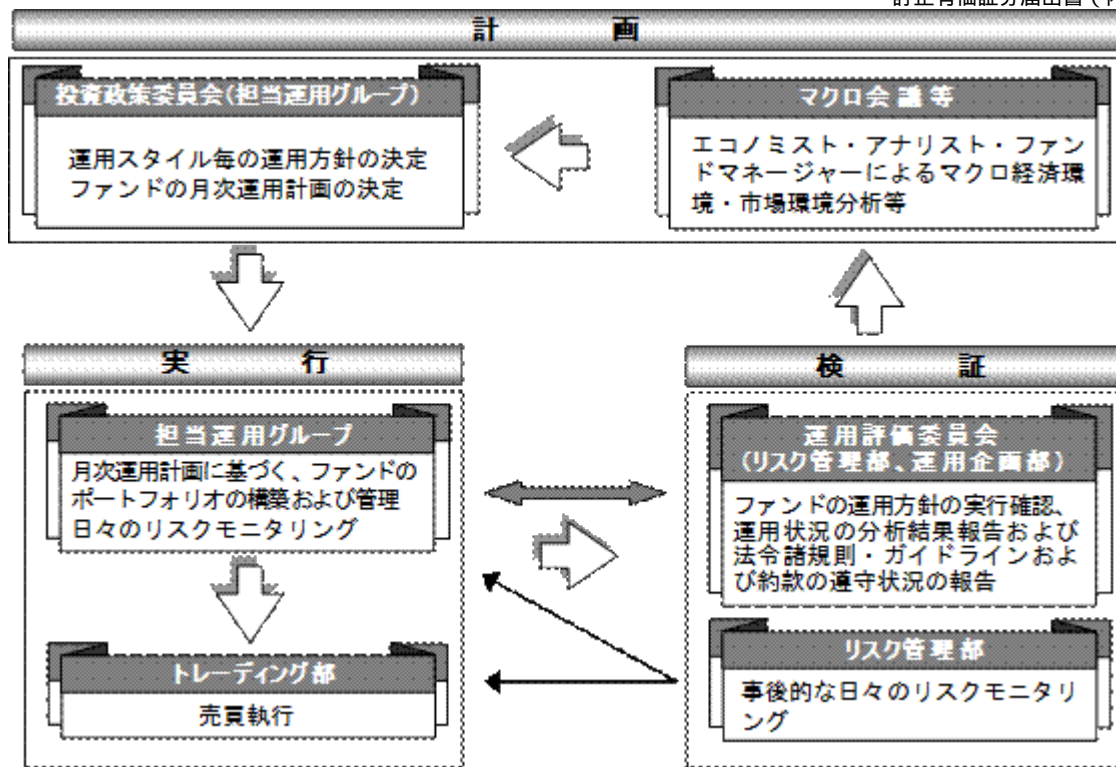 計 画
投資政策委員会(担当運用グループ)
運用スタイル毎の運用方針の決定
ファンドの月次運用計画の決定
マクロ会議等
エコノミスト・アナリスト・ファン
ドマネージャーによるマクロ経済環
境・市場環境分析等
実 行
担当運用グループ
月次運用計画に基づく、ファンドの
ポートフォリオの構築および管理
日々のリスクモニタリング
トレーディング部
売買執行
検 証
運用評価委員会
(リスク管理部、運用企画部)
ファンドの運用方針の実行確認、
運用状況の分析結果報告および
法令諸規則・ガイドラインおよ
び約款の遵守状況の報告
リスク管理部
事後的な日々のリスクモニタリ
ング